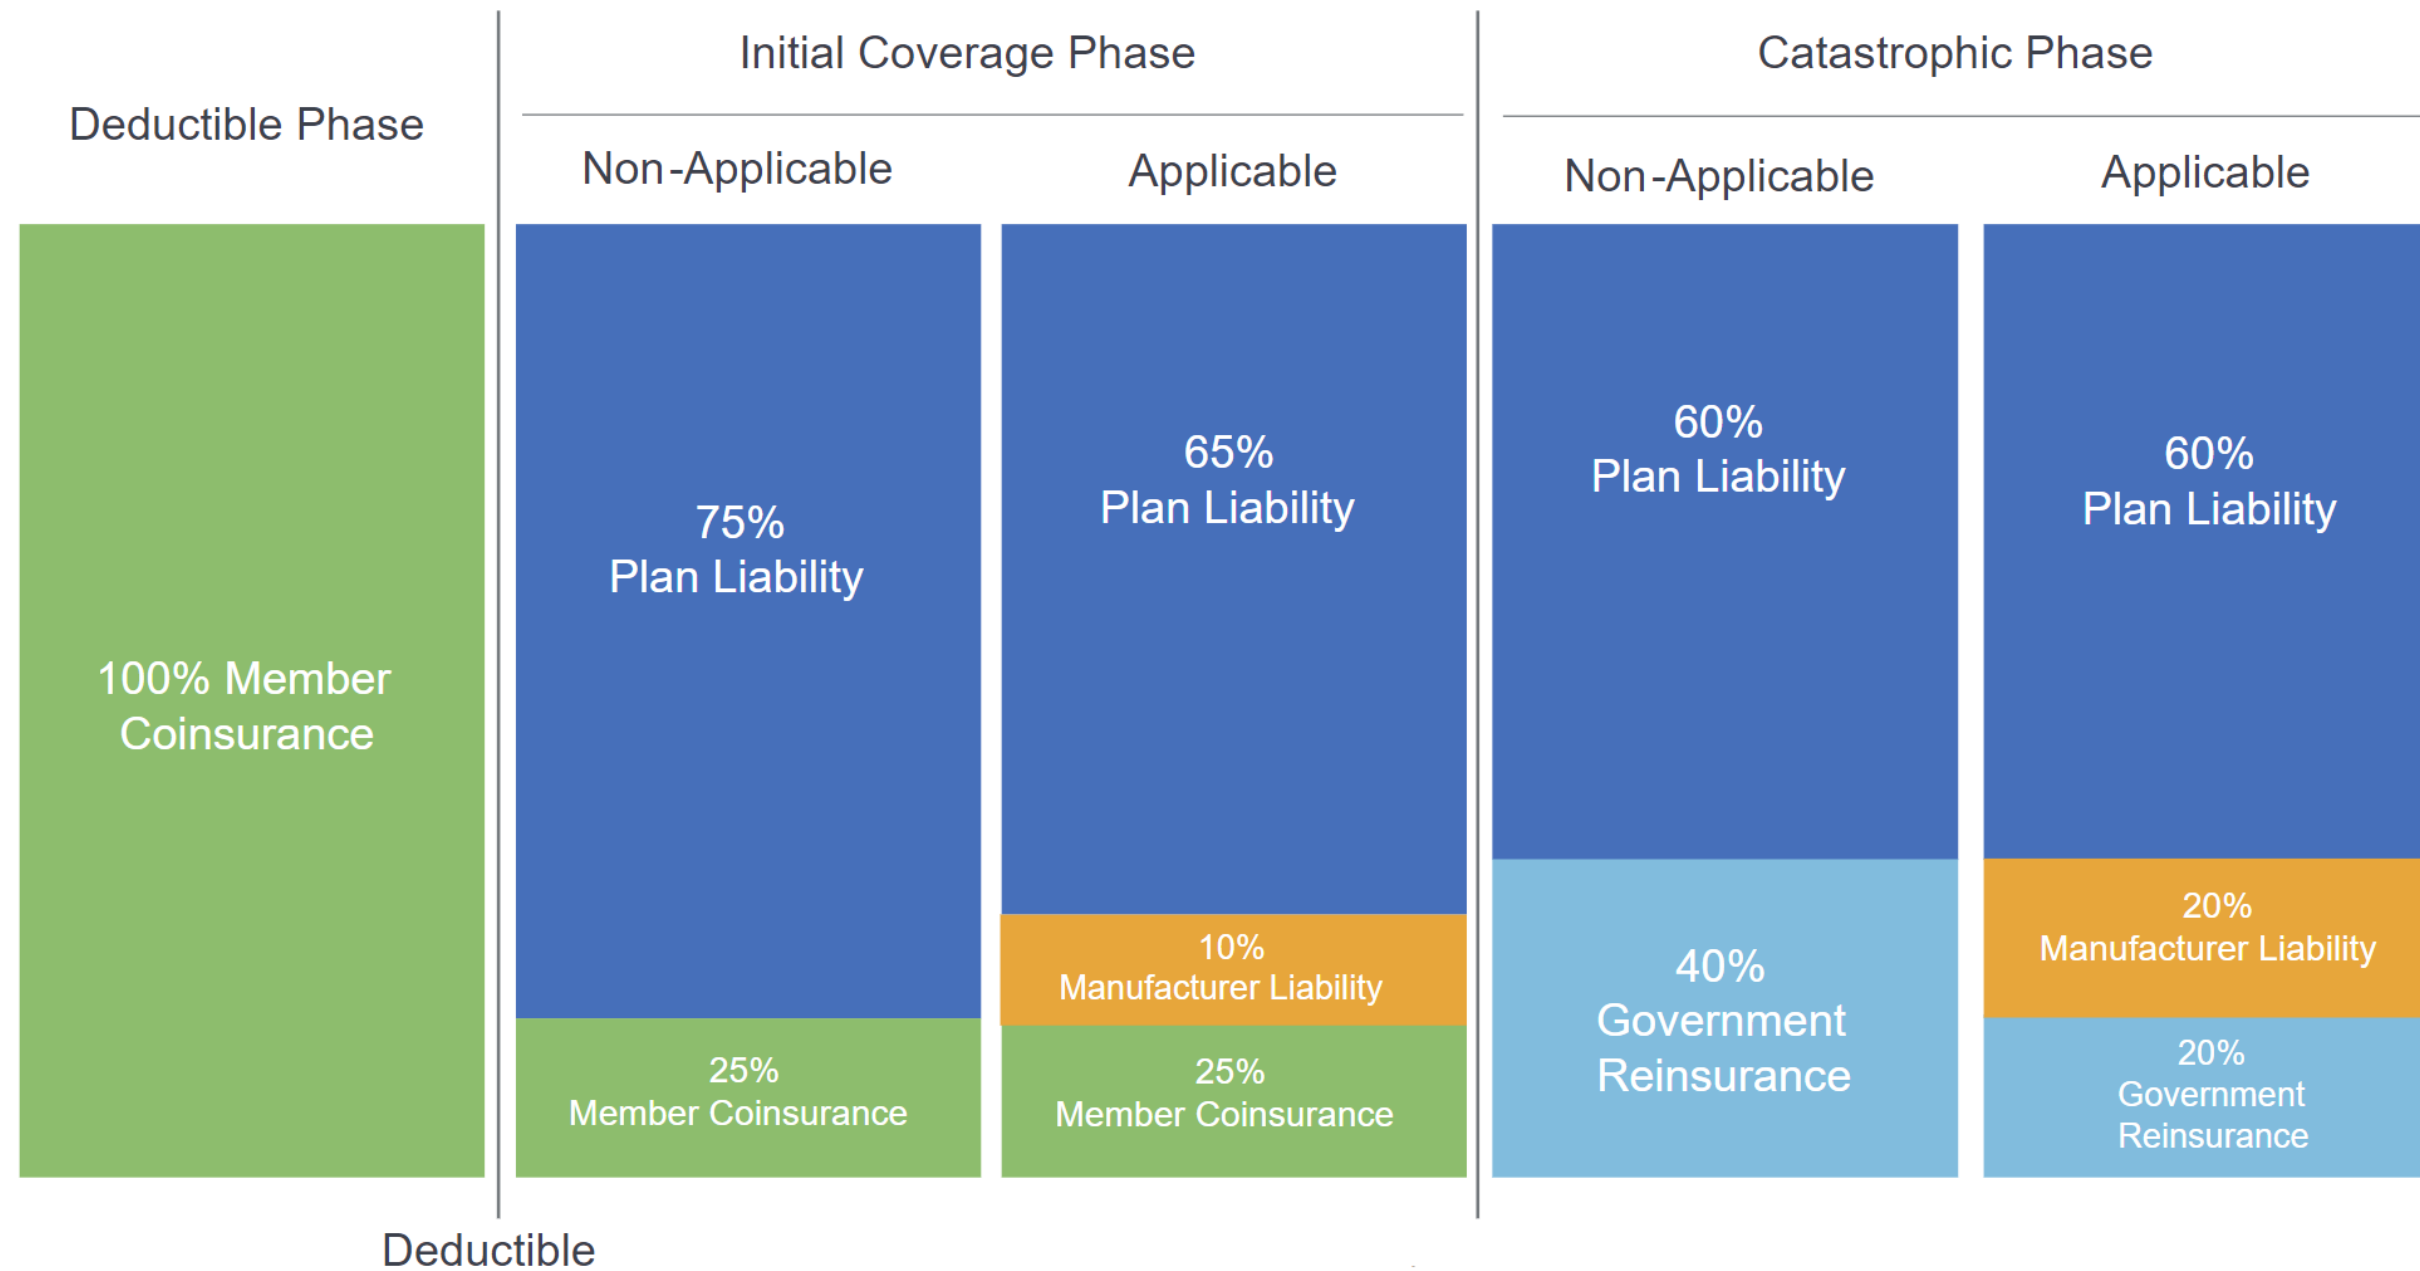 Deductible Phase
Initial Coverage Phase
Non-Applicable
Applicable
Catastrophic Phase
Non-Applicable
Applicable
100% Member
Coinsurance
75%
Plan Liability
25%
Member Coinsurance
65%
Plan Liability
10%
Manufacturer Liability
25%
Member Coinsurance
60%
Plan Liability
40%
Government
Reinsurance
60%
Plan Liability
20%
Manufacturer Liability
20%
Government
Reinsurance
Deductible